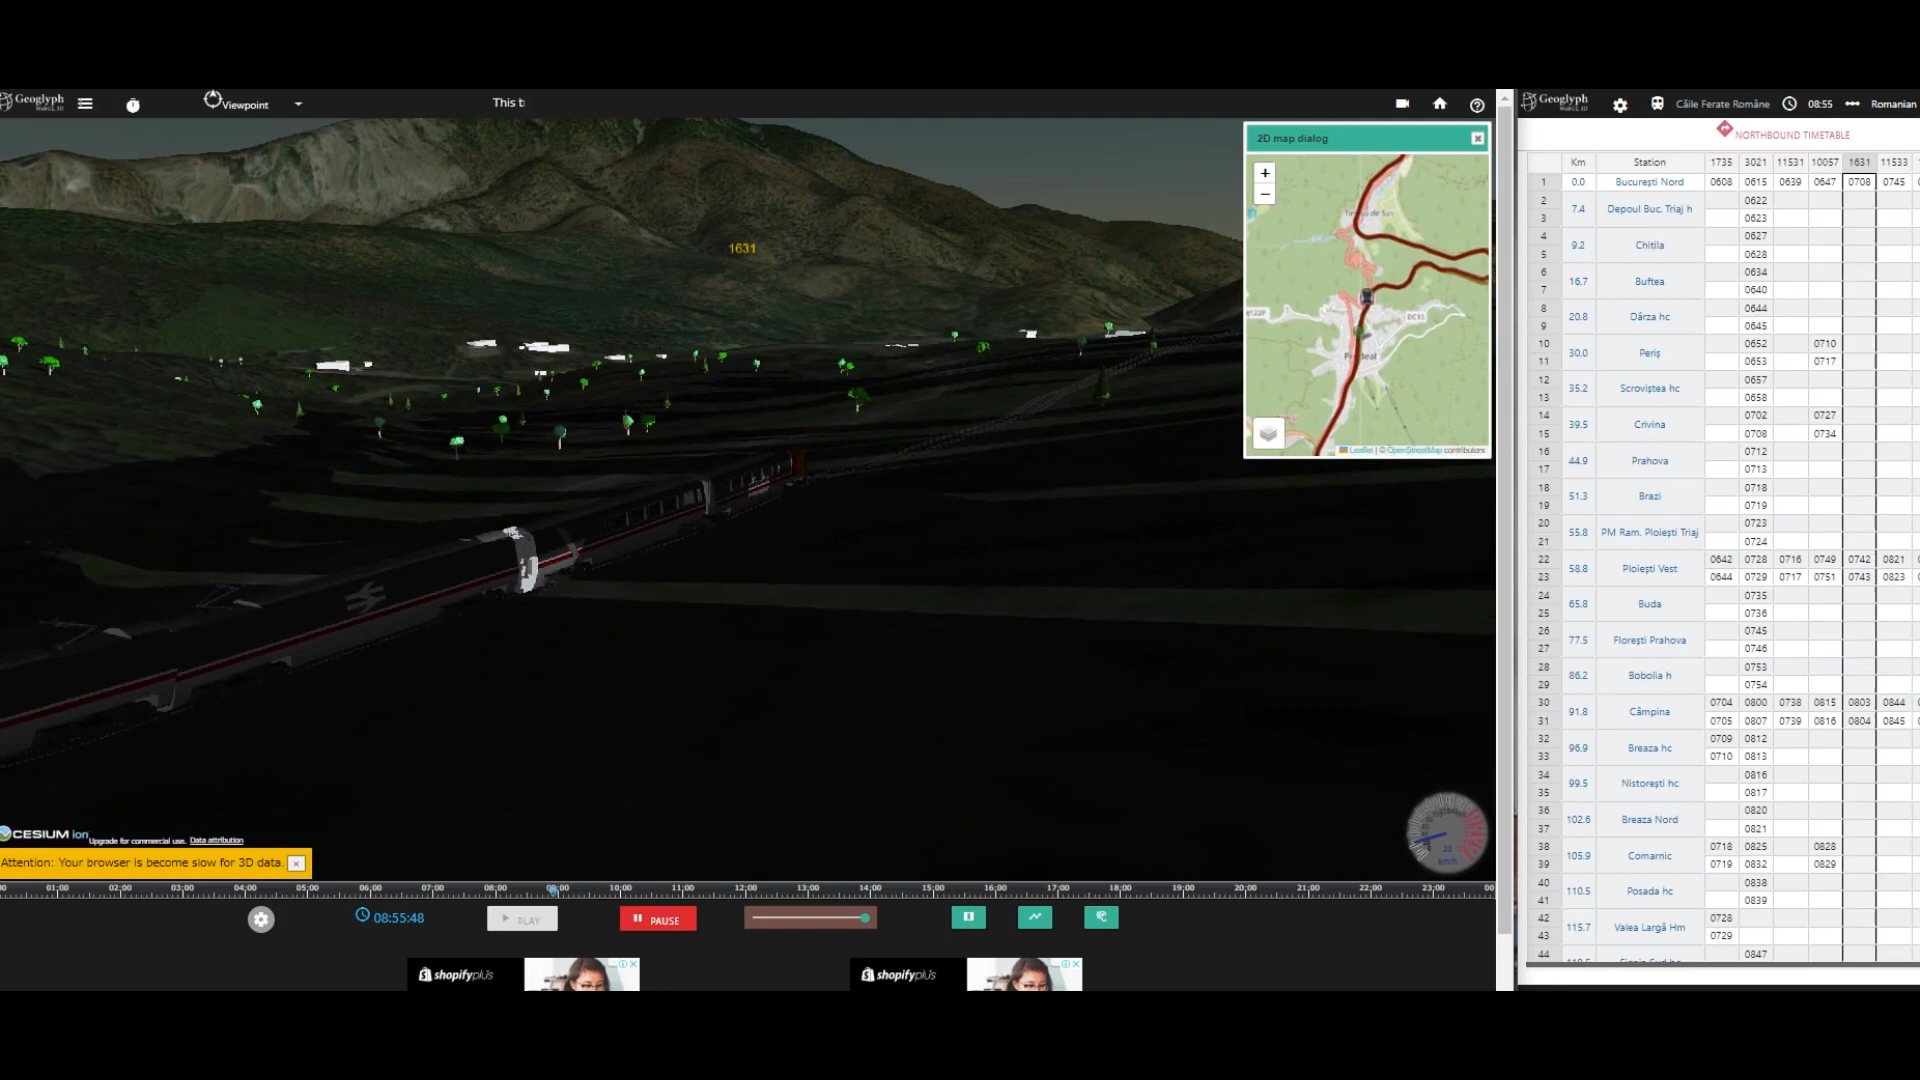 Geoglyph
WebGL 3D
Viewpoint
This t
1631
2D map dialog
+
−
Predeal
DC15
Leaflet | © OpenStreetMap contributors
23
km/h
CESIUM ion
Upgrade for commercial use. Data attribution
Attention: Your browser is become slow for 3D data. ×
00 01:00 02:00 03:00 04:00 05:00 06:00 07:00 08:00 09:00 10:00 11:00 12:00 13:00 14:00 15:00 16:00 17:00 18:00 19:00 20:00 21:00 22:00 23:00 00
08:55:48
PLAY
PAUSE
shopifyplus
shopifyplus
Geoglyph
WebGL 3D
Căile Ferate Române 08:55 Romanian
NORTHBOUND TIMETABLE
Km Station 1735 3021 11531 10057 1631 11533
1 0.0 București Nord 0608 0615 0639 0647 0708 0745
2 7.4 Depoul Buc. Triaj h 0622
3 0623
4 9.2 Chitila 0627
5 0628
6 16.7 Buftea 0634
7 0640
8 20.8 Dârza hc 0644
9 0645
10 30.0 Periș 0652 0710
11 0653 0717
12 35.2 Scroviștea hc 0657
13 0658
14 39.5 Crivina 0702 0727
15 0708 0734
16 44.9 Prahova 0712
17 0713
18 51.3 Brazi 0718
19 0719
20 55.8 PM Ram. Ploiești Triaj 0723
21 0724
22 58.8 Ploiești Vest 0642 0728 0716 0749 0742 0821
23 0644 0729 0717 0751 0743 0823
24 65.8 Buda 0735
25 0736
26 77.5 Florești Prahova 0745
27 0746
28 86.2 Bobolia h 0753
29 0754
30 91.8 Câmpina 0704 0800 0738 0815 0803 0844
31 0705 0807 0739 0816 0804 0845
32 96.9 Breaza hc 0709 0812
33 0710 0813
34 99.5 Nistorești hc 0816
35 0817
36 102.6 Breaza Nord 0820
37 0821
38 105.9 Comarnic 0718 0825 0828
39 0719 0832 0829
40 110.5 Posada hc 0838
41 0839
42 115.7 Valea Largă Hm 0728
43 0729
44 0847